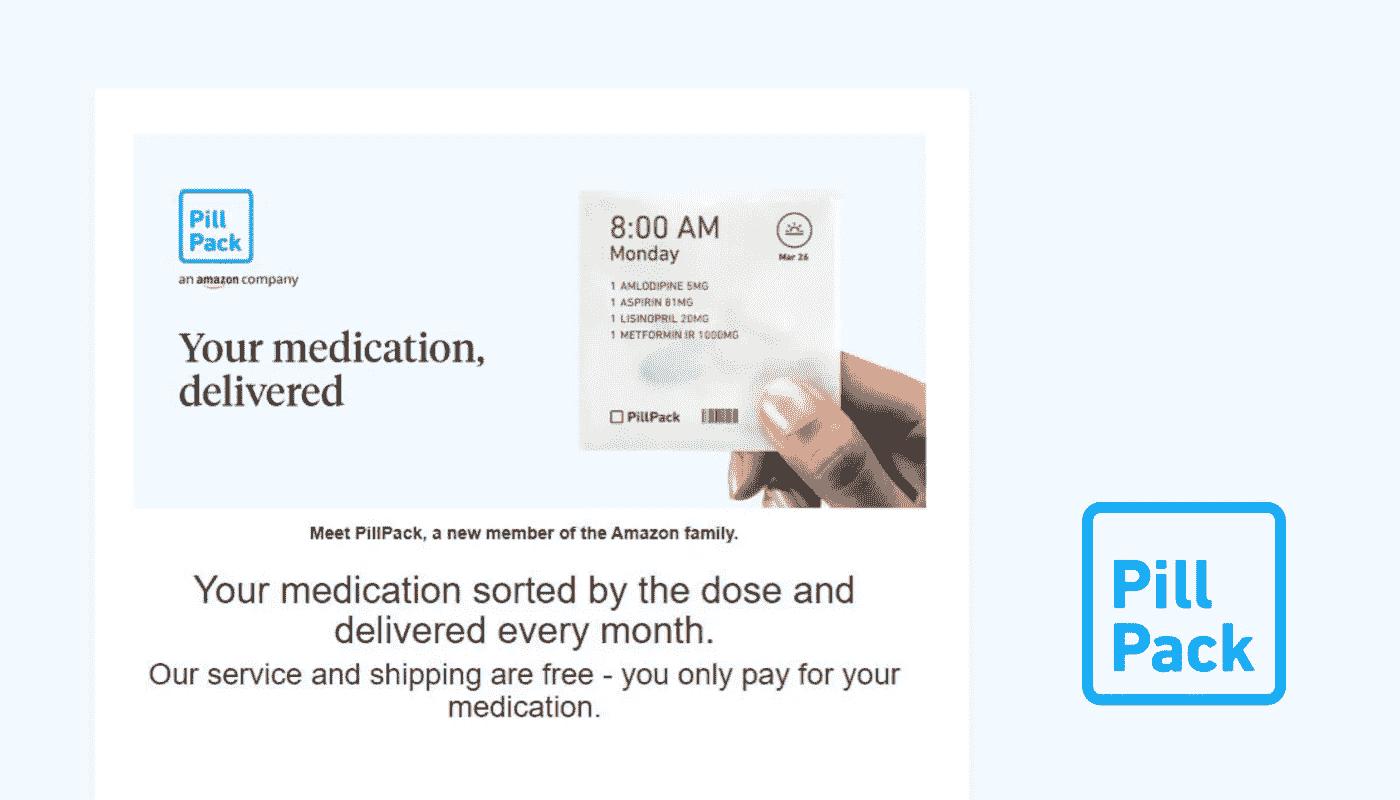 Pill
Pack
an amazon company
Your medication,
delivered
8:00 AM
Monday
Mar 26
1 AMLODIPINE 5MG
1 ASPIRIN 81MG
1 LISINOPRIL 20MG
1 METFORMIN IR 1000MG
PillPack
Meet PillPack, a new member of the Amazon family.
Your medication sorted by the dose and
delivered every month.
Our service and shipping are free - you only pay for your
medication.
Pill
Pack